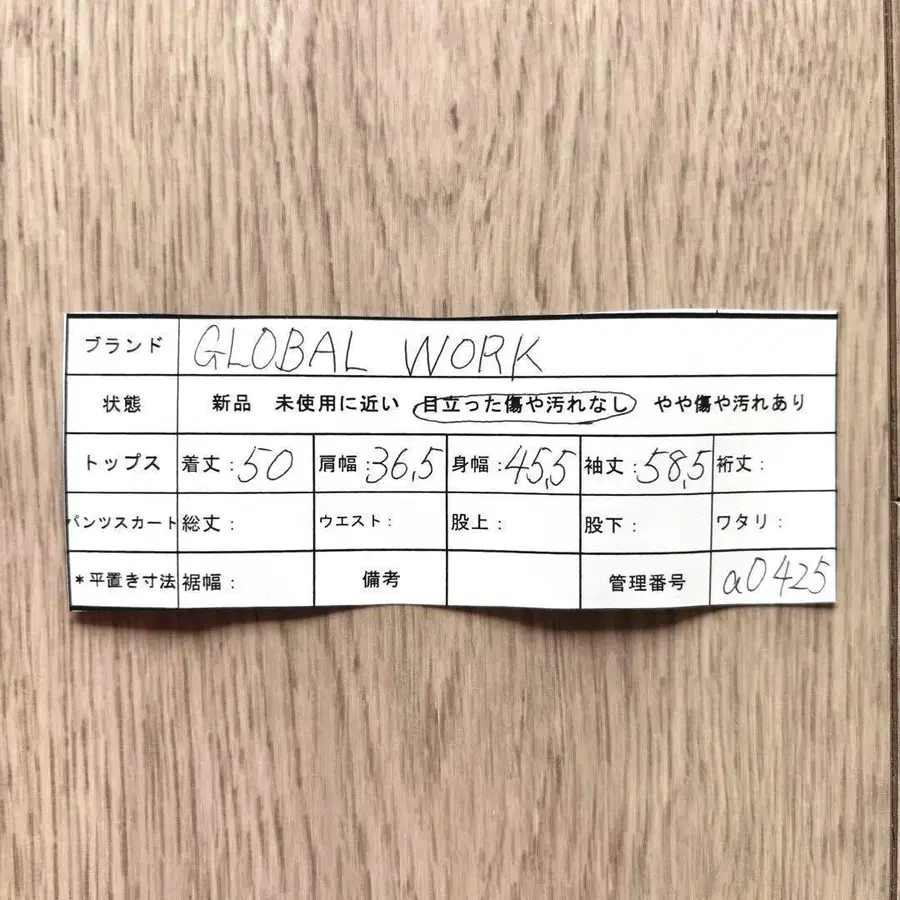 ブランド GLOBAL WORK
状態 新品 未使用に近い 目立った傷や汚れなし やや傷や汚れあり
トップス 着丈:50 肩幅:36,5 身幅:45,5 袖丈:58,5 裄丈:
パンツスカート 総丈: ウエスト: 股上: 股下: ワタリ:
*平置き寸法 裾幅: 備考 管理番号 a0425